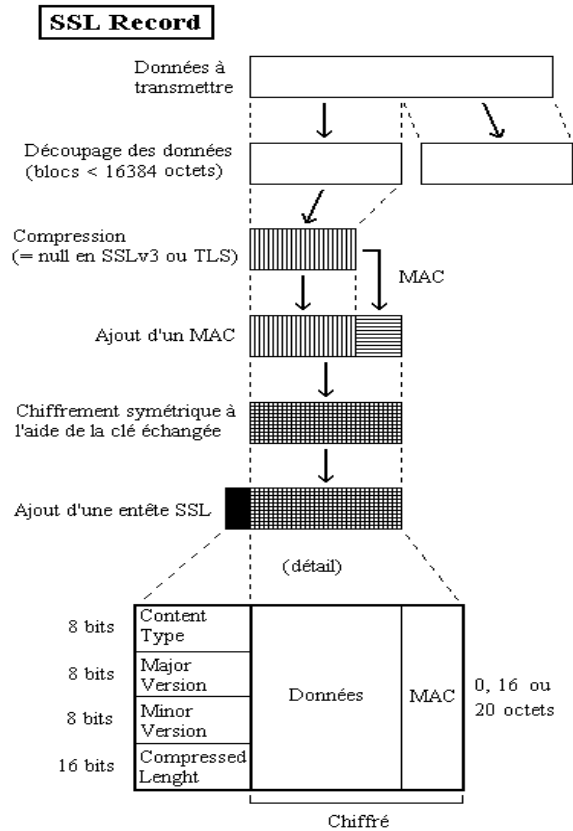 SSL Record
Données à
transmettre
Découpage des données
(blocs < 16384 octets)
Compression
(= null en SSLv3 ou TLS)
MAC
Ajout d'un MAC
Chiffrement symétrique à
l'aide de la clé échangée
Ajout d'une entête SSL
(détail)
8 bits
Content
Type
8 bits
Major
Version
8 bits
Minor
Version
16 bits
Compressed
Lenght
Données
MAC
0, 16 ou
20 octets
Chiffré